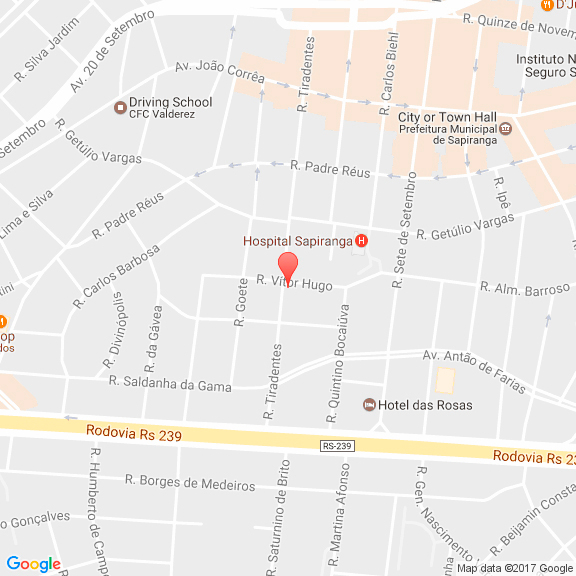 D'Ju
R. Quinze de Novem
R. Silva Jardim
Av. 20 de Setembro
R. Tiradentes
R. Carlos Biehl
Instituto N
Seguro S
Av. João Corrêa
Driving School
CFC Valderez
City or Town Hall
Prefeitura Municipal
de Sapiranga
Setembro
R. Getúlio Vargas
R. Padre Réus
R. Ipê
Lima e Silva
R. Padre Réus
R. Sete de Setembro
R. Getúlio Vargas
Hospital Sapiranga
H
R. Carlos Barbosa
tini
R. Vítor Hugo
R. Alm. Barroso
R. Goete
R. Divinópolis
R. da Gávea
op
dos
R. Tiradentes
R. Quintino Bocaiúva
Av. Antão de Farias
R. Saldanha da Gama
Hotel das Rosas
Rodovia Rs 239
RS-239
Rodovia Rs 23
R. Humberto de Campo
R. Borges de Medeiros
R. Saturnino de Brito
R. Martina Afonso
R. Gen. Nascimento
R. Beijamin Consta
o Gonçalves
nha
Google
Map data ©2017 Google